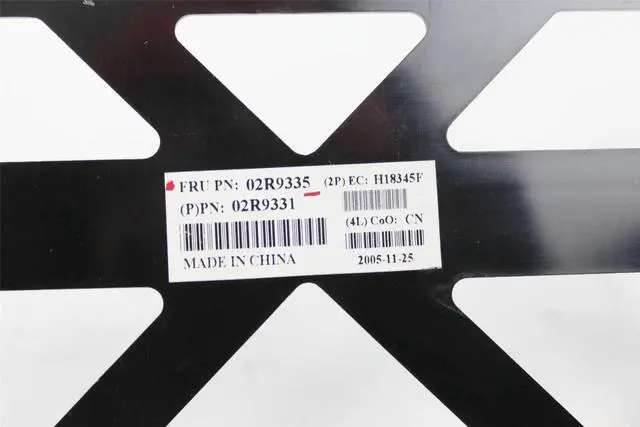 FRU PN: 02R9335 (2P) EC: H18345F
(P)PN: 02R9331
(4L) CoO: CN
MADE IN CHINA 2005-11-25